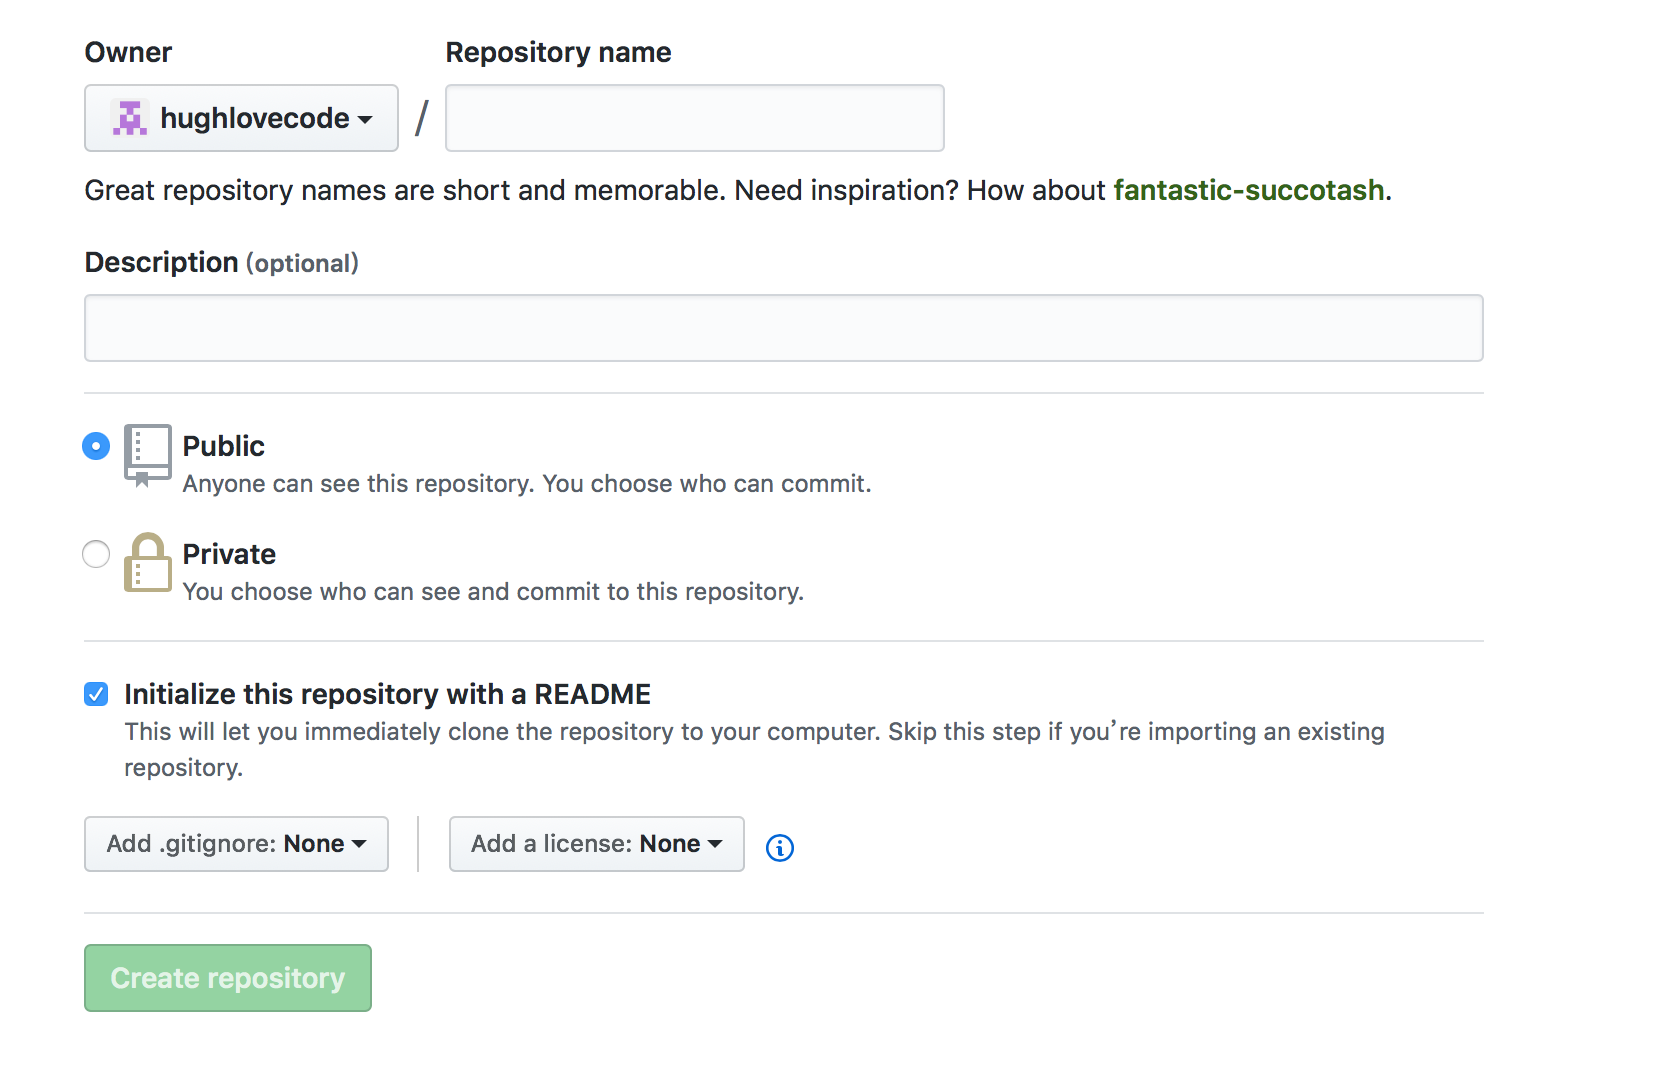 Owner Repository name
hughlovecode /
Great repository names are short and memorable. Need inspiration? How about fantastic-succotash.
Description (optional)
Public
Anyone can see this repository. You choose who can commit.
Private
You choose who can see and commit to this repository.
Initialize this repository with a README
This will let you immediately clone the repository to your computer. Skip this step if you’re importing an existing
repository.
Add .gitignore: None Add a license: None
Create repository